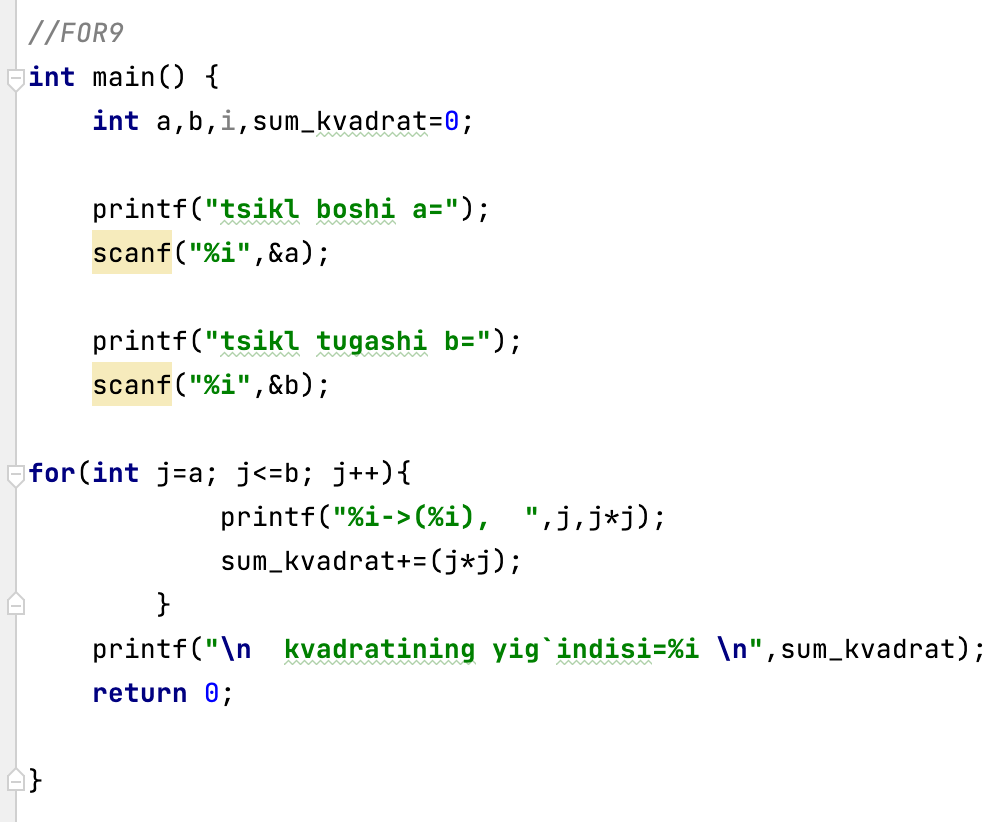 //FOR9
int main() {
    int a,b,i,sum_kvadrat=0;
    printf("tsikl boshi a=");
    scanf("%i",&a);
    printf("tsikl tugashi b=");
    scanf("%i",&b);
for(int j=a; j<=b; j++){
            printf("%i->(%i),  ",j,j*j);
            sum_kvadrat+=(j*j);
        }
    printf("\n  kvadratining yig`indisi=%i \n",sum_kvadrat);
    return 0;
}